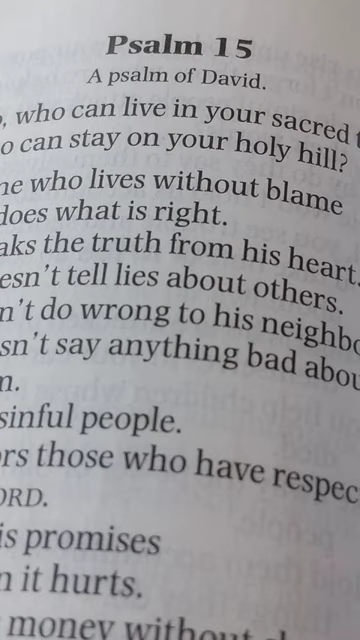 Psalm 15
A psalm of David.
, who can live in your sacred
o can stay on your holy hill?
ne who lives without blame
does what is right.
aks the truth from his heart.
esn't tell lies about others.
n't do wrong to his neighbo
sn't say anything bad abou
n.
sinful people.
ors those who have respec
ORD.
is promises
n it hurts.
money without